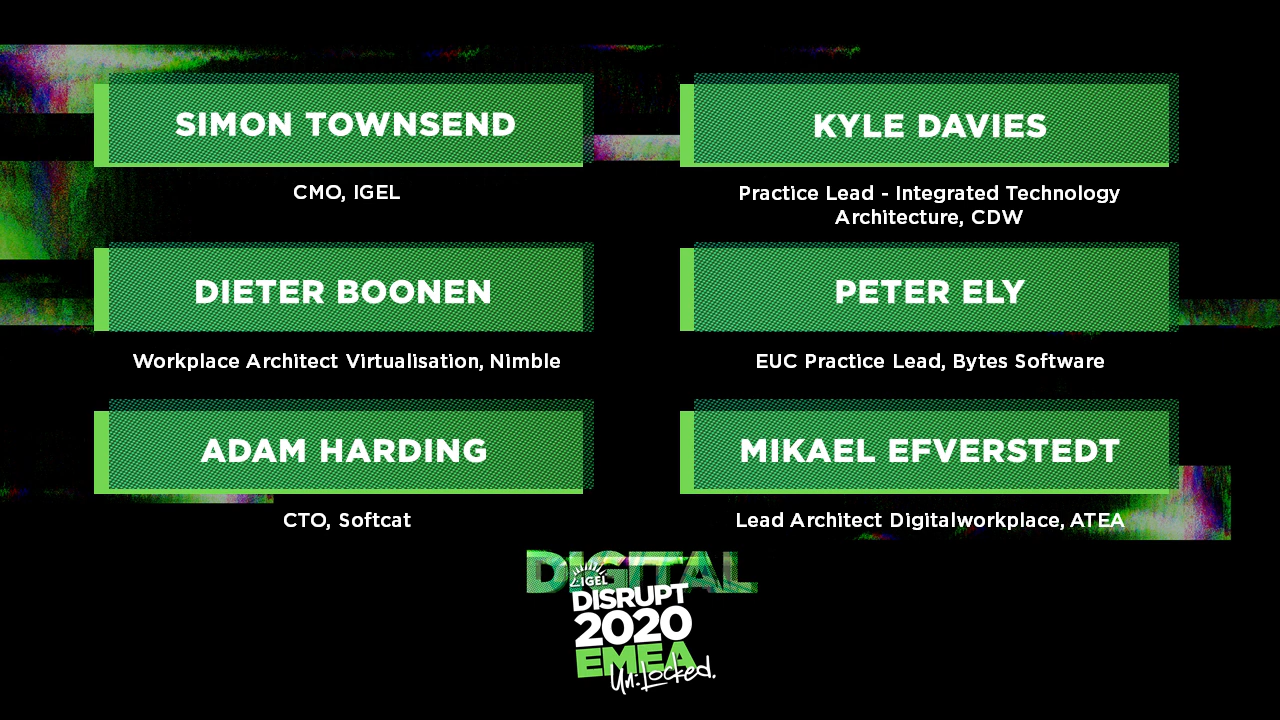 SIMON TOWNSEND
CMO, IGEL
KYLE DAVIES
Practice Lead - Integrated Technology
Architecture, CDW
DIETER BOONEN
Workplace Architect Virtualisation, Nimble
PETER ELY
EUC Practice Lead, Bytes Software
ADAM HARDING
CTO, Softcat
MIKAEL EFVERSTEDT
Lead Architect Digitalworkplace, ATEA
DIGITAL
IGEL
DISRUPT
2020
EMEA
Un:Locked.